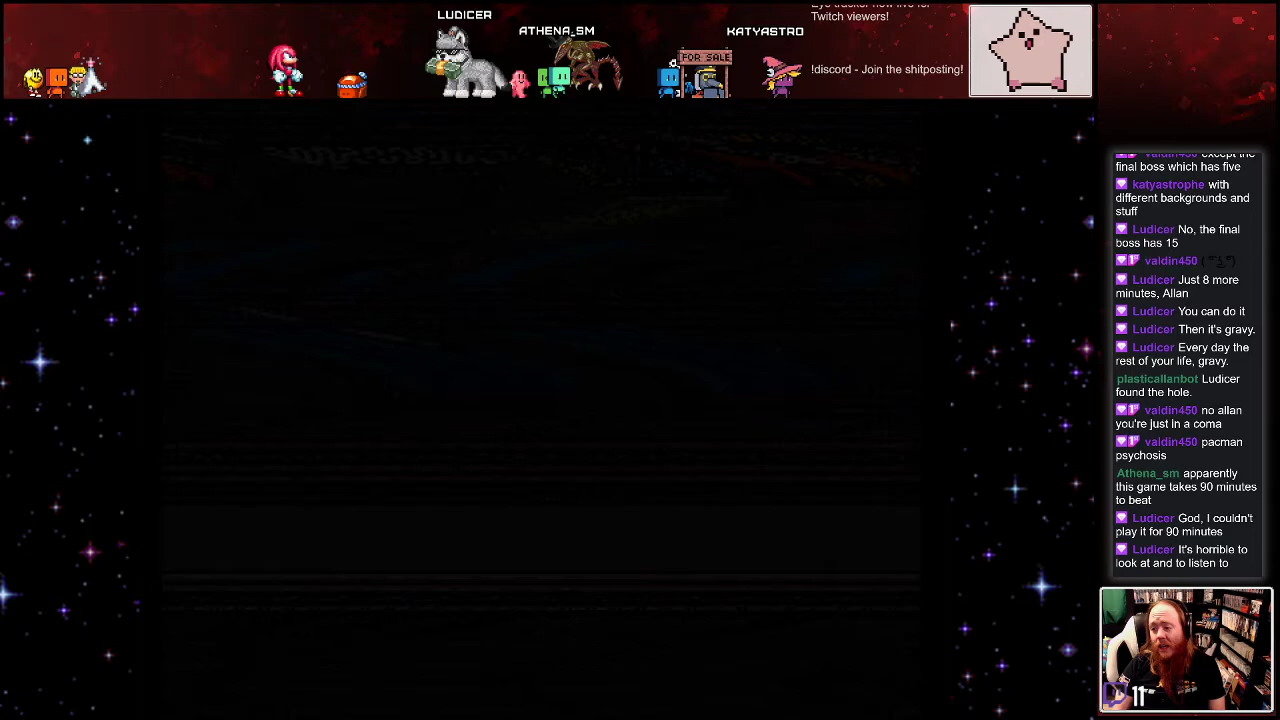 LUDICER
ATHENA_SM
KATYASTRO
FOR SALE
Twitch viewers!
!discord - Join the shitposting!
final boss which has five
katyastrophe with
different backgrounds and
stuff
Ludicer No, the final
boss has 15
valdin450
Ludicer Just 8 more
minutes, Allan
Ludicer You can do it
Ludicer Then it's gravy.
Ludicer Every day the
rest of your life, gravy.
plasticallanbot Ludicer
found the hole.
valdin450 no allan
you're just in a coma
valdin450 pacman
psychosis
Athena_sm apparently
this game takes 90 minutes
to beat
Ludicer God, I couldn't
play it for 90 minutes
Ludicer It's horrible to
look at and to listen to
11